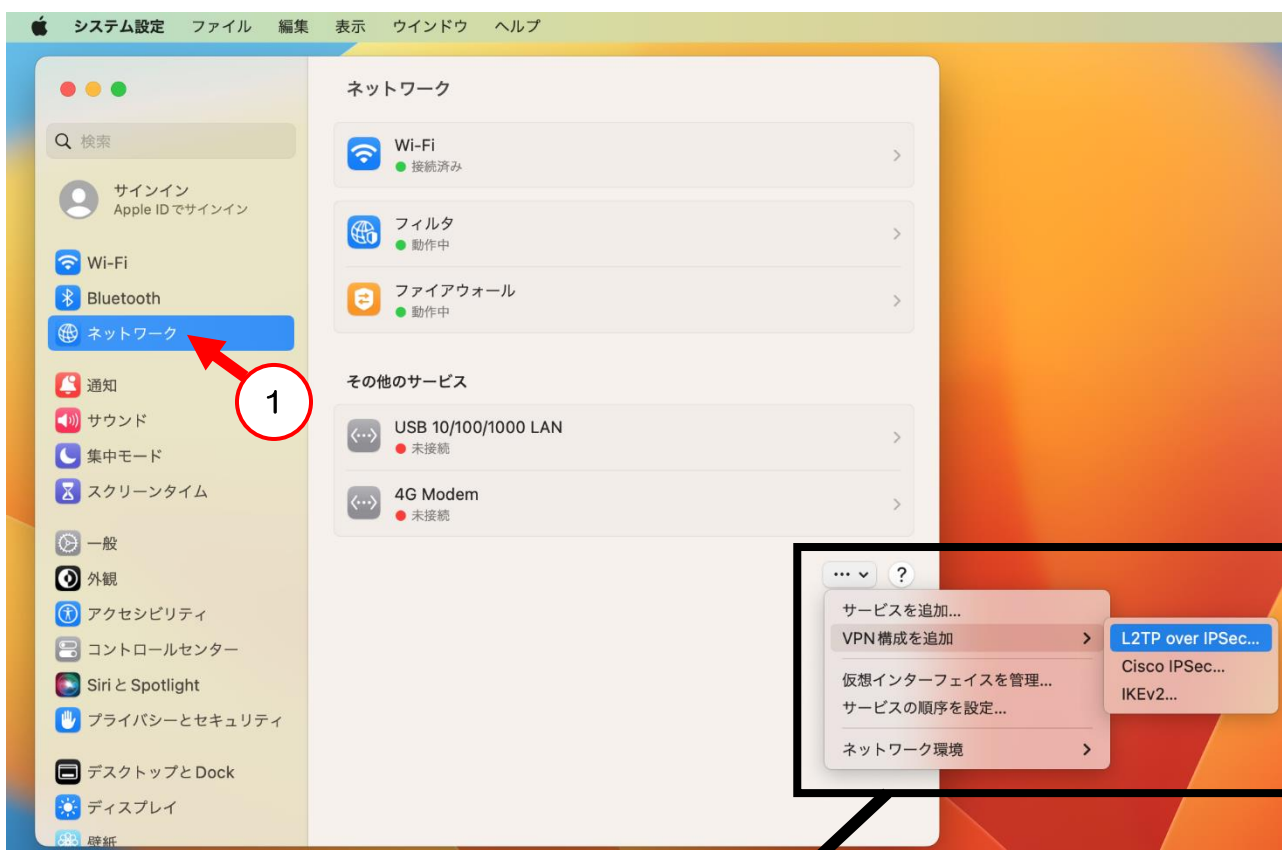 システム設定 ファイル 編集 表示 ウインドウ ヘルプ
検索
サインイン
Apple ID でサインイン
Wi-Fi
Bluetooth
ネットワーク
1
通知
サウンド
集中モード
スクリーンタイム
一般
外観
アクセシビリティ
コントロールセンター
Siri と Spotlight
プライバシーとセキュリティ
デスクトップと Dock
ディスプレイ
壁紙
ネットワーク
Wi-Fi
接続済み
フィルタ
動作中
ファイアウォール
動作中
その他のサービス
USB 10/100/1000 LAN
未接続
4G Modem
未接続
... ?
サービスを追加...
VPN 構成を追加
仮想インターフェイスを管理...
サービスの順序を設定...
ネットワーク環境
L2TP over IPSec...
Cisco IPSec...
IKEv2...